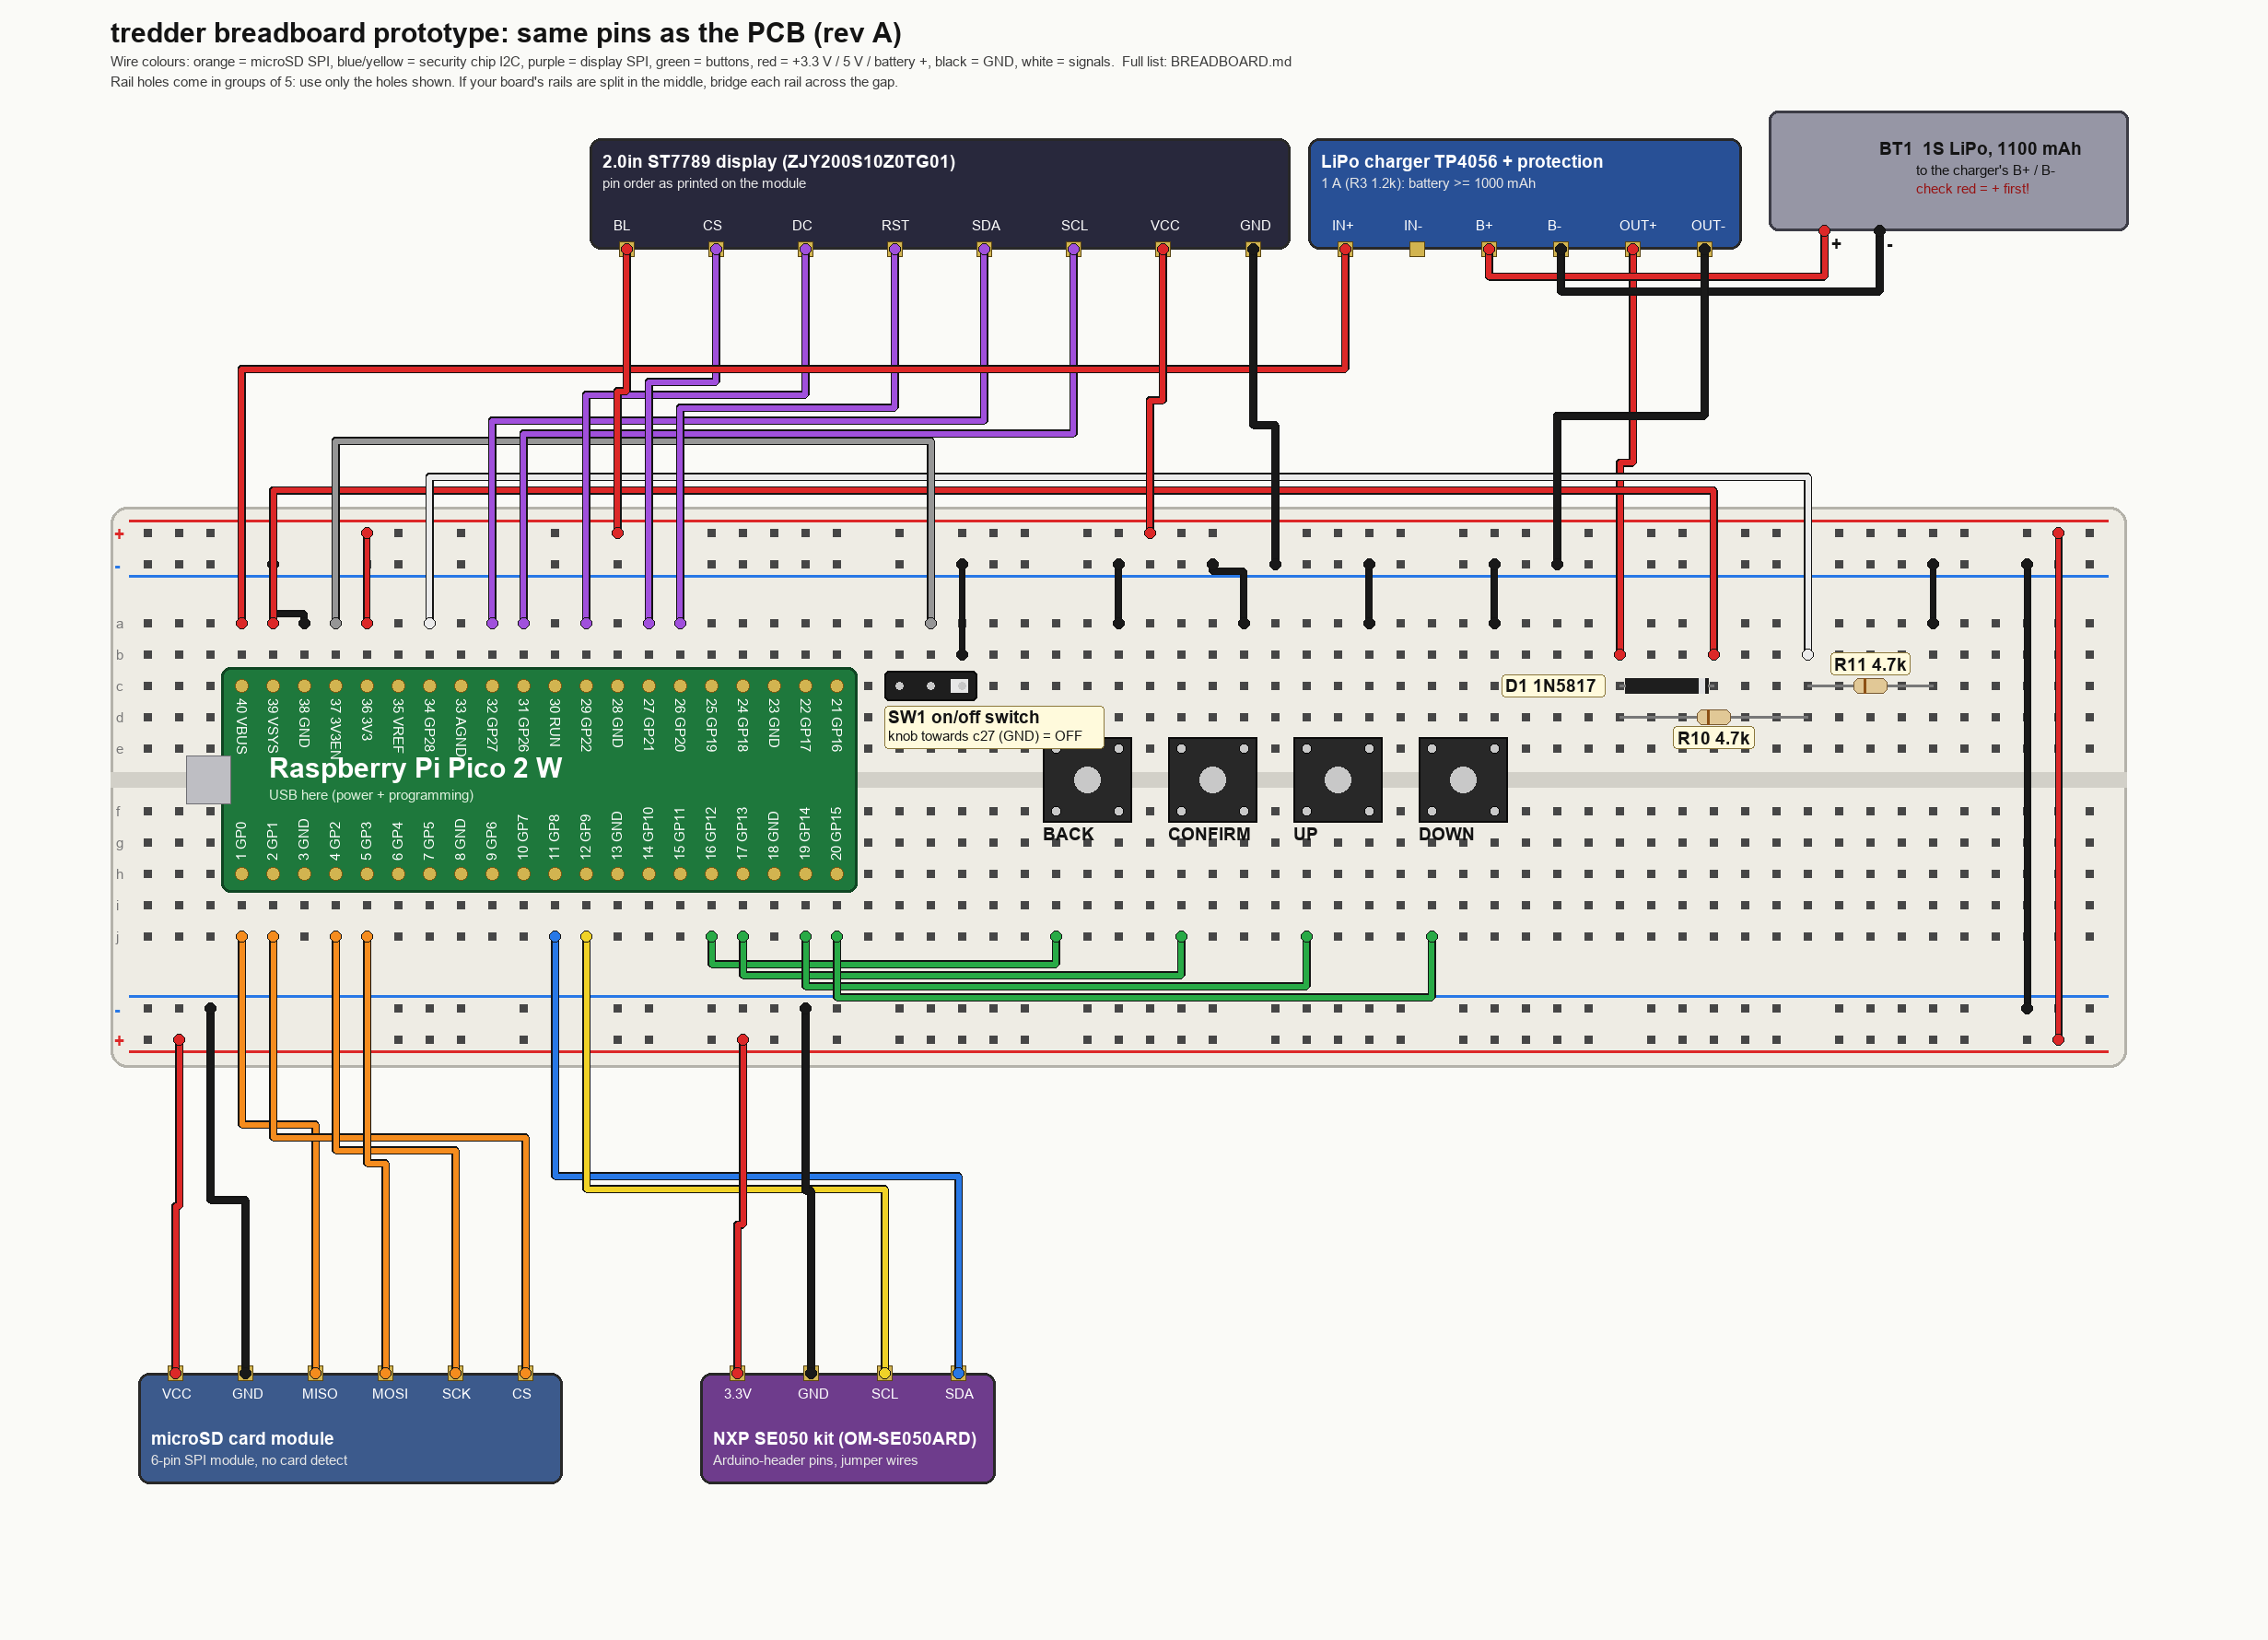 tredder breadboard prototype: same pins as the PCB (rev A)
Wire colours: orange = microSD SPI, blue/yellow = security chip I2C, purple = display SPI, green = buttons, red = +3.3 V / 5 V / battery +, black = GND, white = signals.  Full list: BREADBOARD.md
Rail holes come in groups of 5: use only the holes shown. If your board's rails are split in the middle, bridge each rail across the gap.
2.0in ST7789 display (ZJY200S10Z0TG01)
pin order as printed on the module
BL CS DC RST SDA SCL VCC GND
LiPo charger TP4056 + protection
1 A (R3 1.2k): battery >= 1000 mAh
IN+ IN- B+ B- OUT+ OUT-
BT1  1S LiPo, 1100 mAh
to the charger's B+ / B-
check red = + first!
+ -
+
-
a
b
c
d
e
f
g
h
i
j
-
+
40 VBUS
39 VSYS
38 GND
37 3V3EN
36 3V3
35 VREF
34 GP28
33 AGND
32 GP27
31 GP26
30 RUN
29 GP22
28 GND
27 GP21
26 GP20
25 GP19
24 GP18
23 GND
22 GP17
21 GP16
Raspberry Pi Pico 2 W
USB here (power + programming)
1 GP0
2 GP1
3 GND
4 GP2
5 GP3
6 GP4
7 GP5
8 GND
9 GP6
10 GP7
11 GP8
12 GP9
13 GND
14 GP10
15 GP11
16 GP12
17 GP13
18 GND
19 GP14
20 GP15
SW1 on/off switch
knob towards c27 (GND) = OFF
D1 1N5817
R11 4.7k
R10 4.7k
BACK
CONFIRM
UP
DOWN
VCC GND MISO MOSI SCK CS
microSD card module
6-pin SPI module, no card detect
3.3V GND SCL SDA
NXP SE050 kit (OM-SE050ARD)
Arduino-header pins, jumper wires